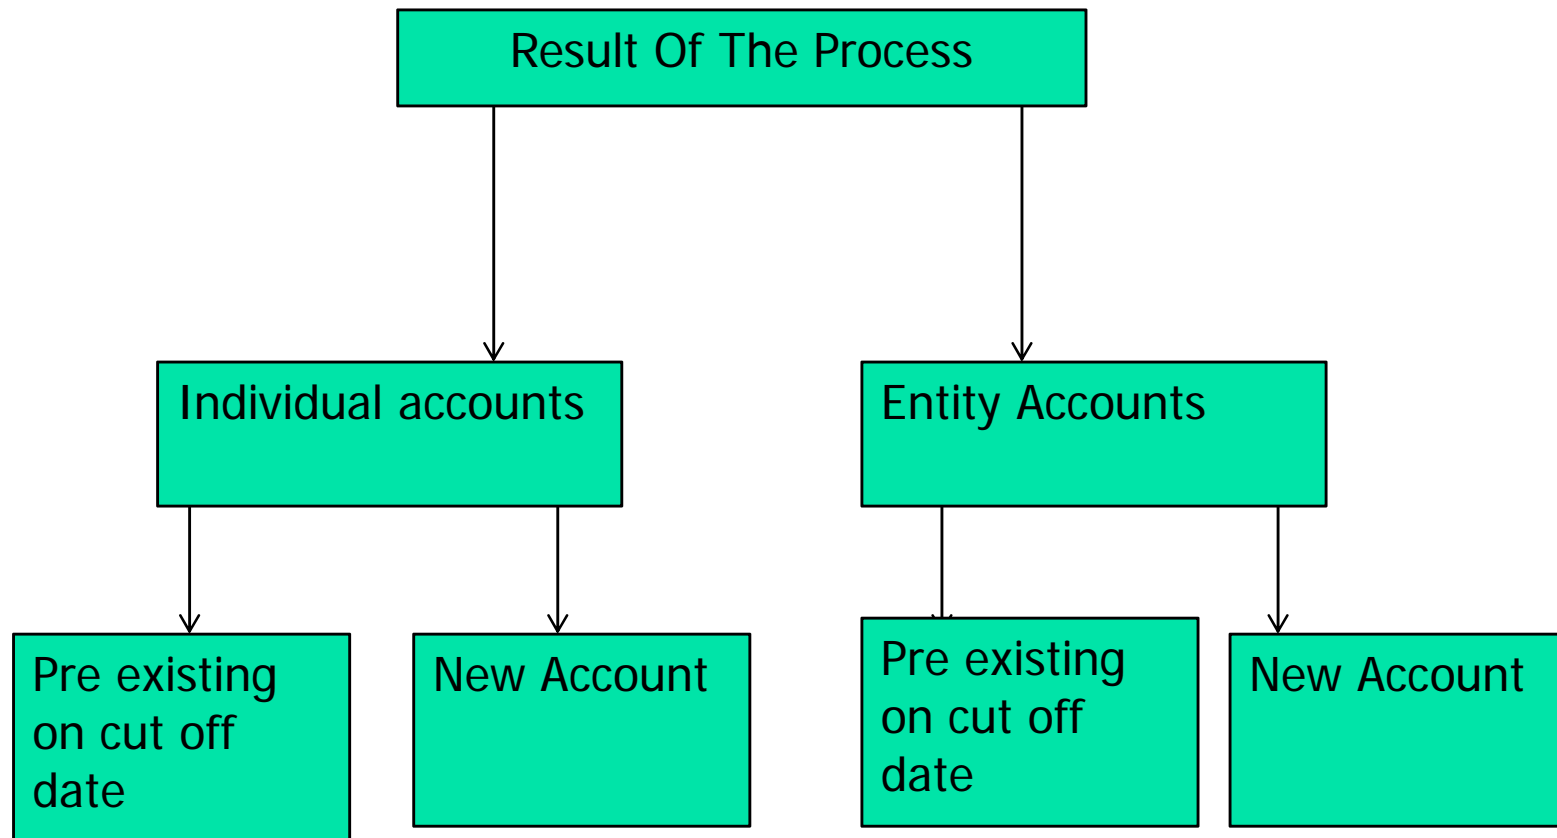 Result Of The Process
Individual accounts
Entity Accounts
Pre existing
on cut off
date
New Account
Pre existing
on cut off
date
New Account